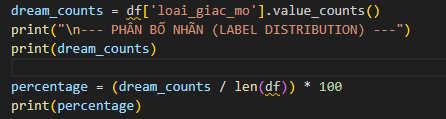 dream_counts = df['loai_giac_mo'].value_counts()
print("\n--- PHÂN BỐ NHÃN (LABEL DISTRIBUTION) ---")
print(dream_counts)
percentage = (dream_counts / len(df)) * 100
print(percentage)